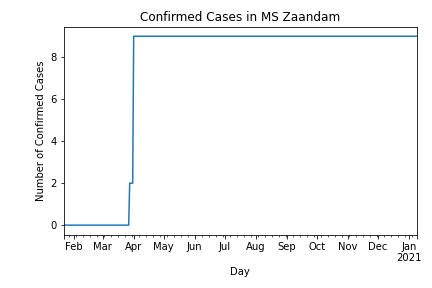 Confirmed Cases in MS Zaandam
Number of Confirmed Cases
8
6
4
2
0
Feb Mar Apr May Jun Jul Aug Sep Oct Nov Dec Jan
2021
Day